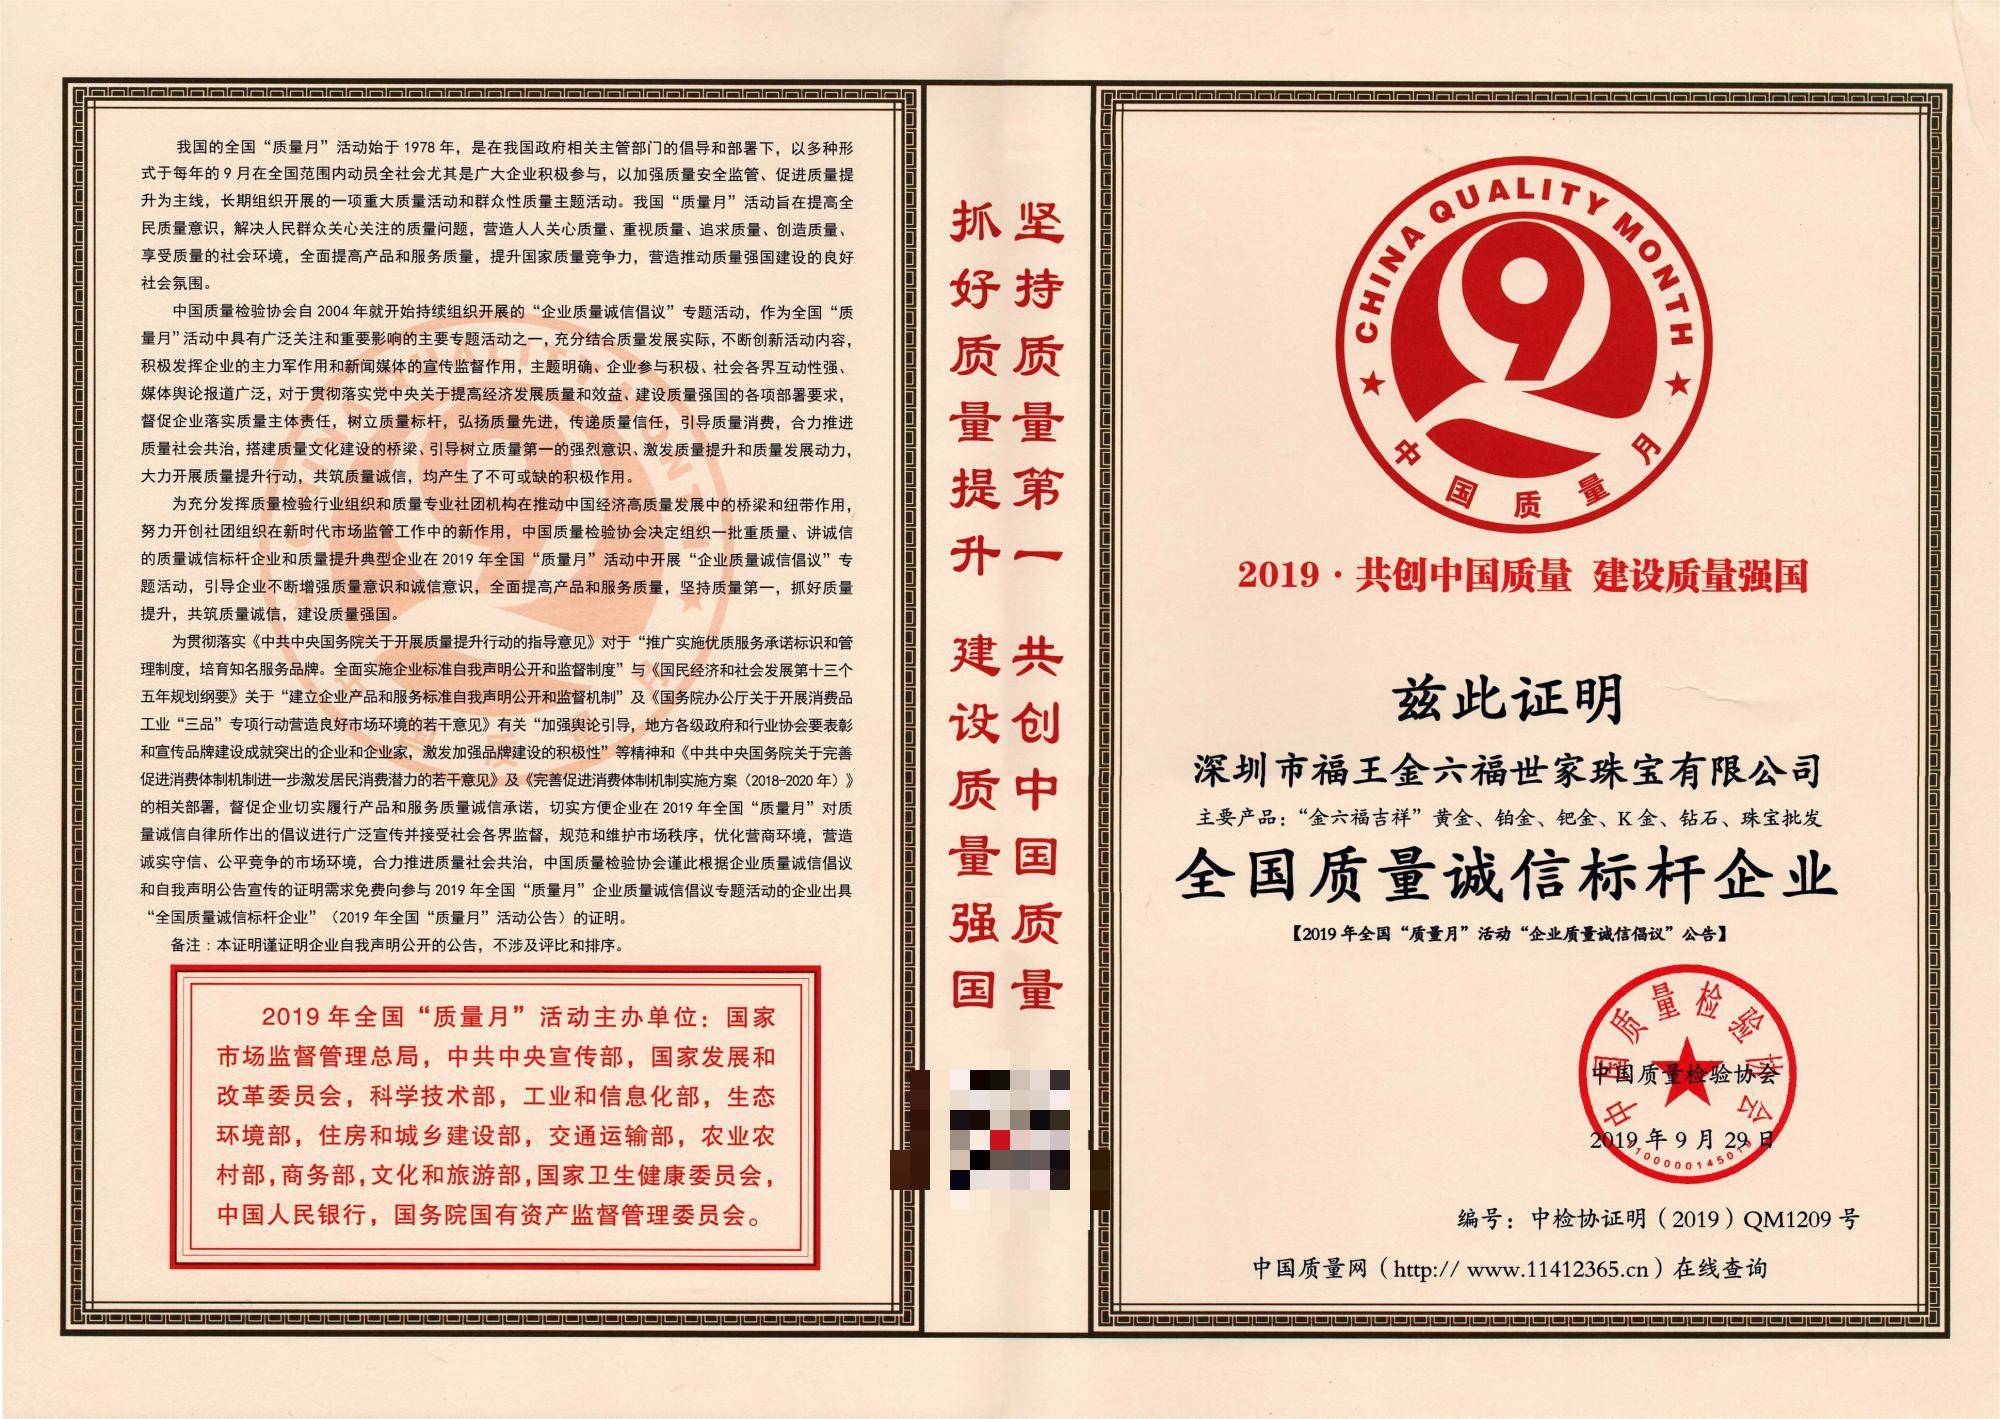 我国的全国“质量月”活动始于1978年，是在我国政府相关主管部门的倡导和部署下，以多种形
式于每年的9月在全国范围内动员全社会尤其是广大企业积极参与，以加强质量安全监管、促进质量提
升为主线，长期组织开展的一项重大质量活动和群众性质量主题活动。我国“质量月”活动旨在提高全
民质量意识，解决人民群众关心关注的质量问题，营造人人关心质量、重视质量、追求质量、创造质量、
享受质量的社会环境，全面提高产品和服务质量，提升国家质量竞争力，营造推动质量强国建设的良好
社会氛围。
中国质量检验协会自2004年就开始持续组织开展的“企业质量诚信倡议”专题活动，作为全国“质
量月”活动中具有广泛关注和重要影响的主要专题活动之一，充分结合质量发展实际，不断创新活动内容，
积极发挥企业的主力军作用和新闻媒体的宣传监督作用，主题明确、企业参与积极、社会各界互动性强、
媒体舆论报道广泛，对于贯彻落实党中央关于提高经济发展质量和效益、建设质量强国的各项部署要求，
督促企业落实质量主体责任，树立质量标杆，弘扬质量先进，传递质量信任，引导质量消费，合力推进
质量社会共治，搭建质量文化建设的桥梁、引导树立质量第一的强烈意识、激发质量提升和质量发展动力，
大力开展质量提升行动，共筑质量诚信，均产生了不可或缺的积极作用。
为充分发挥质量检验行业组织和质量专业社团机构在推动中国经济高质量发展中的桥梁和纽带作用，
努力开创社团组织在新时代市场监管工作中的新作用，中国质量检验协会决定组织一批重质量、讲诚信
的质量诚信标杆企业和质量提升典型企业在2019年全国“质量月”活动中开展“企业质量诚信倡议”专
题活动，引导企业不断增强质量意识和诚信意识，全面提高产品和服务质量，坚持质量第一，抓好质量
提升，共筑质量诚信，建设质量强国。
为贯彻落实《中共中央国务院关于开展质量提升行动的指导意见》对于“推广实施优质服务承诺标识和管
理制度，培育知名服务品牌。全面实施企业标准自我声明公开和监督制度”与《国民经济和社会发展第十三个
五年规划纲要》关于“建立企业产品和服务标准自我声明公开和监督机制”及《国务院办公厅关于开展消费品
工业“三品”专项行动营造良好市场环境的若干意见》有关“加强舆论引导，地方各级政府和行业协会要表彰
和宣传品牌建设成就突出的企业和企业家，激发加强品牌建设的积极性”等精神和《中共中央国务院关于完善
促进消费体制机制进一步激发居民消费潜力的若干意见》及《完善促进消费体制机制实施方案（2018-2020年）》
的相关部署，督促企业切实履行产品和服务质量诚信承诺，切实方便企业在2019年全国“质量月”对质
量诚信自律所作出的倡议进行广泛宣传并接受社会各界监督，规范和维护市场秩序，优化营商环境，营造
诚实守信、公平竞争的市场环境，合力推进质量社会共治，中国质量检验协会谨此根据企业质量诚信倡议
和自我声明公告宣传的证明需求免费向参与2019年全国“质量月”企业质量诚信倡议专题活动的企业出具
“全国质量诚信标杆企业”（2019年全国“质量月”活动公告）的证明。
备注：本证明谨证明企业自我声明公开的公告，不涉及评比和排序。
2019年全国“质量月”活动主办单位：国家
市场监督管理总局，中共中央宣传部，国家发展和
改革委员会，科学技术部，工业和信息化部，生态
环境部，住房和城乡建设部，交通运输部，农业农
村部，商务部，文化和旅游部，国家卫生健康委员会，
中国人民银行，国务院国有资产监督管理委员会。
坚持质量第一 共创中国质量
抓好质量提升 建设质量强国
CHINA QUALITY MONTH
中国质量月
2019·共创中国质量 建设质量强国
兹此证明
深圳市福王金六福世家珠宝有限公司
主要产品：“金六福吉祥”黄金、铂金、钯金、K金、钻石、珠宝批发
全国质量诚信标杆企业
【2019年全国“质量月”活动“企业质量诚信倡议”公告】
中国质量检验协会
中国质量检验协会
2019年9月29日
编号：中检协证明（2019）QM1209号
中国质量网（http:// www.11412365.cn）在线查询